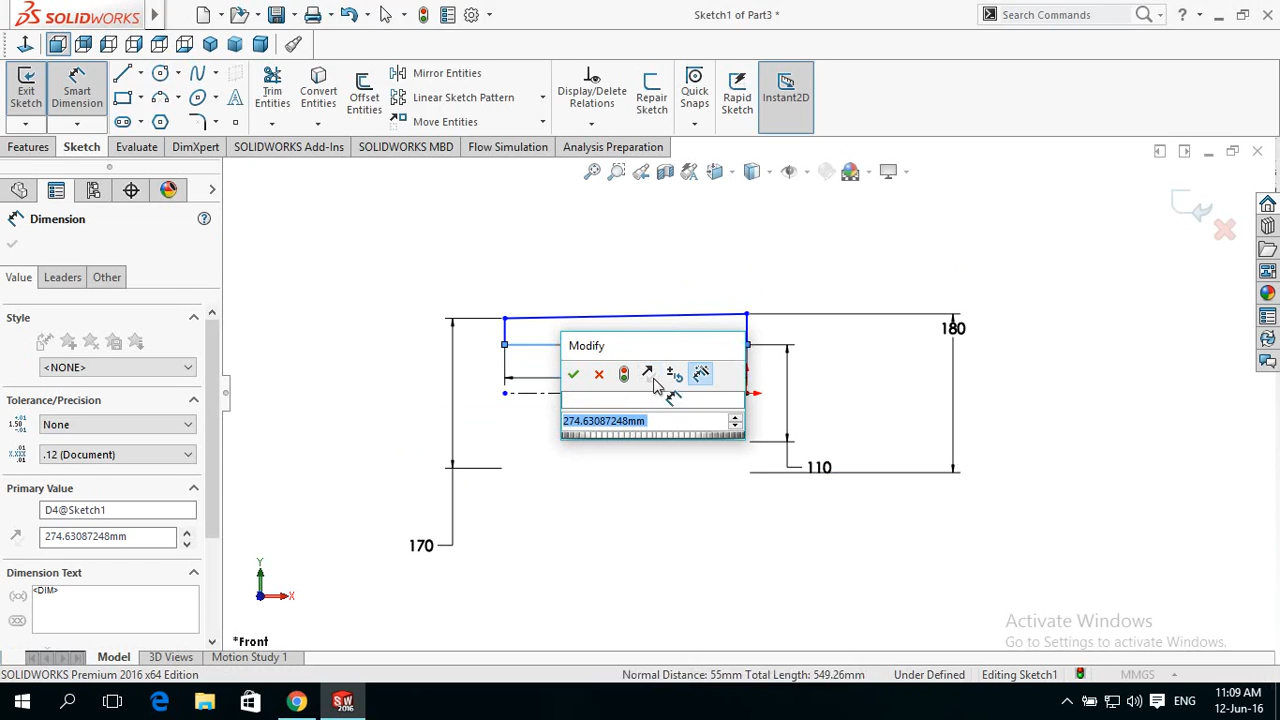 SOLIDWORKS
Sketch1 of Part3 *
Search Commands
?
Exit Sketch
Smart Dimension
Trim Entities
Convert Entities
Offset Entities
Mirror Entities
Linear Sketch Pattern
Move Entities
Display/Delete Relations
Repair Sketch
Quick Snaps
Rapid Sketch
Instant2D
Features
Sketch
Evaluate
DimXpert
SOLIDWORKS Add-Ins
SOLIDWORKS MBD
Flow Simulation
Analysis Preparation
Dimension
?
Value
Leaders
Other
Style
<NONE>
Tolerance/Precision
None
.12 (Document)
Primary Value
D4@Sketch1
274.63087248mm
Dimension Text
<DIM>
Modify
274.63087248mm
180
110
170
Y
X
*Front
Activate Windows
Go to Settings to activate Windows.
Model
3D Views
Motion Study 1
SOLIDWORKS Premium 2016 x64 Edition
Normal Distance: 55mm Total Length: 549.26mm
Under Defined
Editing Sketch1
MMGS
SW 2016
ENG
11:09 AM
12-Jun-16